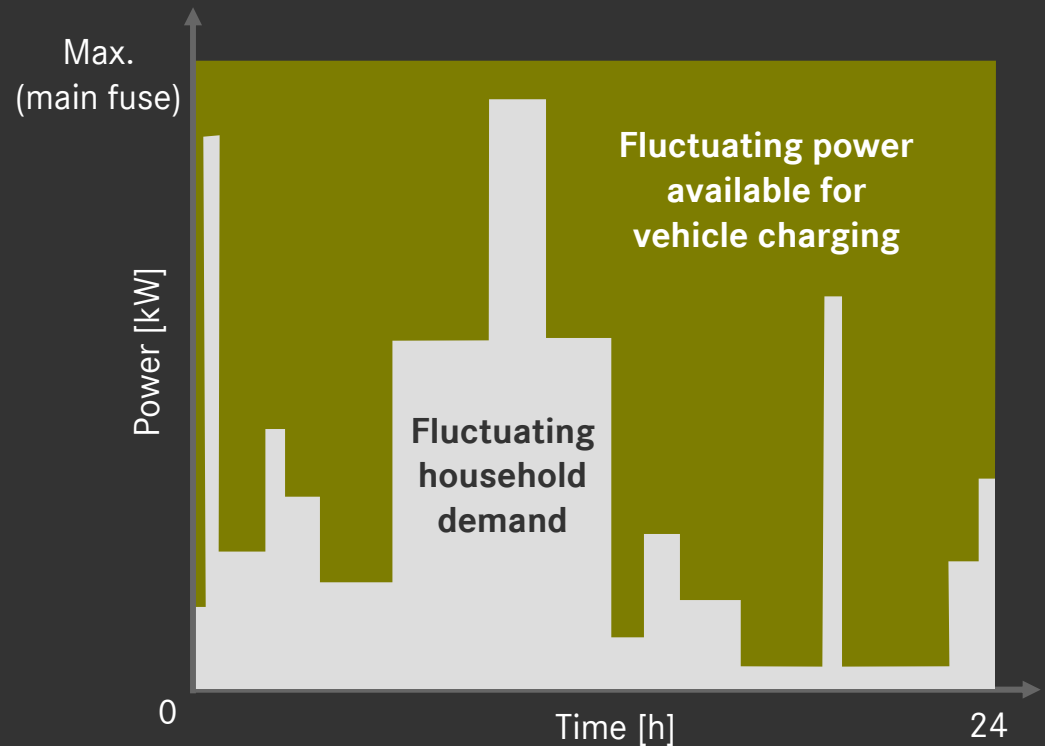 Max.
(main fuse)
Fluctuating power
available for
vehicle charging
Power [kW]
Fluctuating
household
demand
0
Time [h]
24